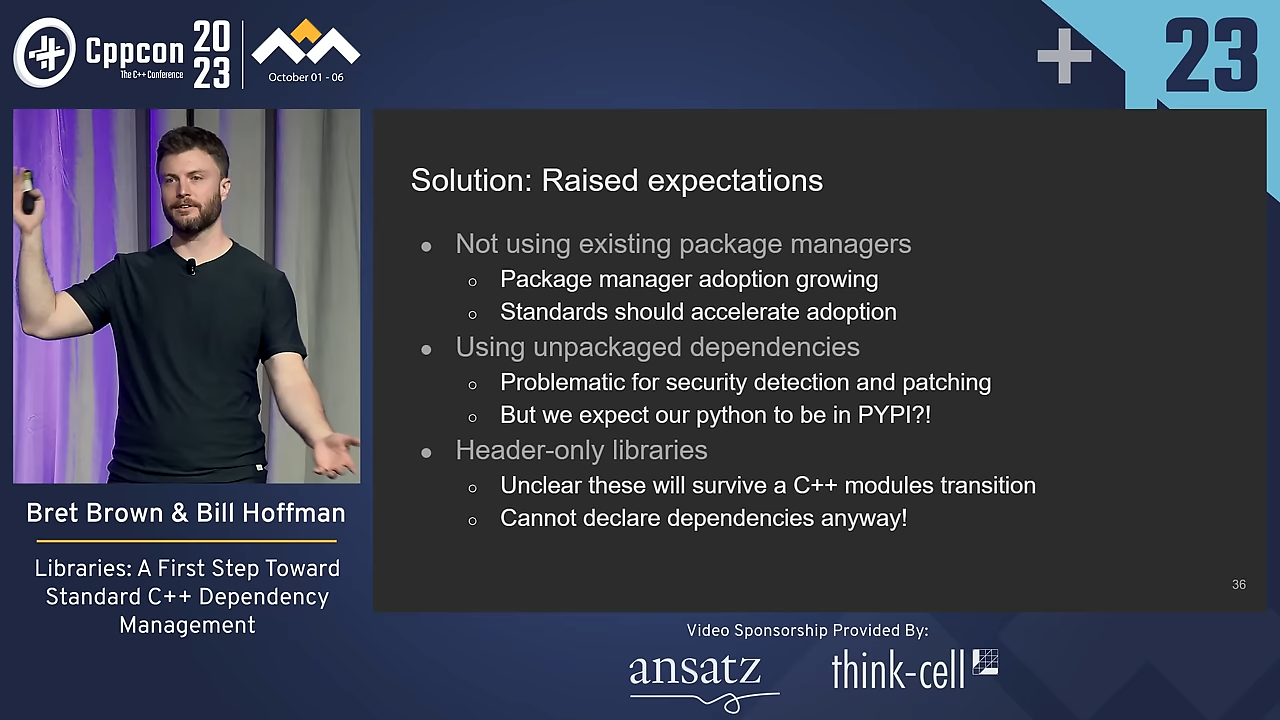 Cppcon
The C++ Conference
20
23
October 01 - 06
23
Solution: Raised expectations
Not using existing package managers
Package manager adoption growing
Standards should accelerate adoption
Using unpackaged dependencies
Problematic for security detection and patching
But we expect our python to be in PYPI?!
Header-only libraries
Unclear these will survive a C++ modules transition
Cannot declare dependencies anyway!
36
Bret Brown & Bill Hoffman
Libraries: A First Step Toward
Standard C++ Dependency
Management
Video Sponsorship Provided By:
ansatz
think-cell